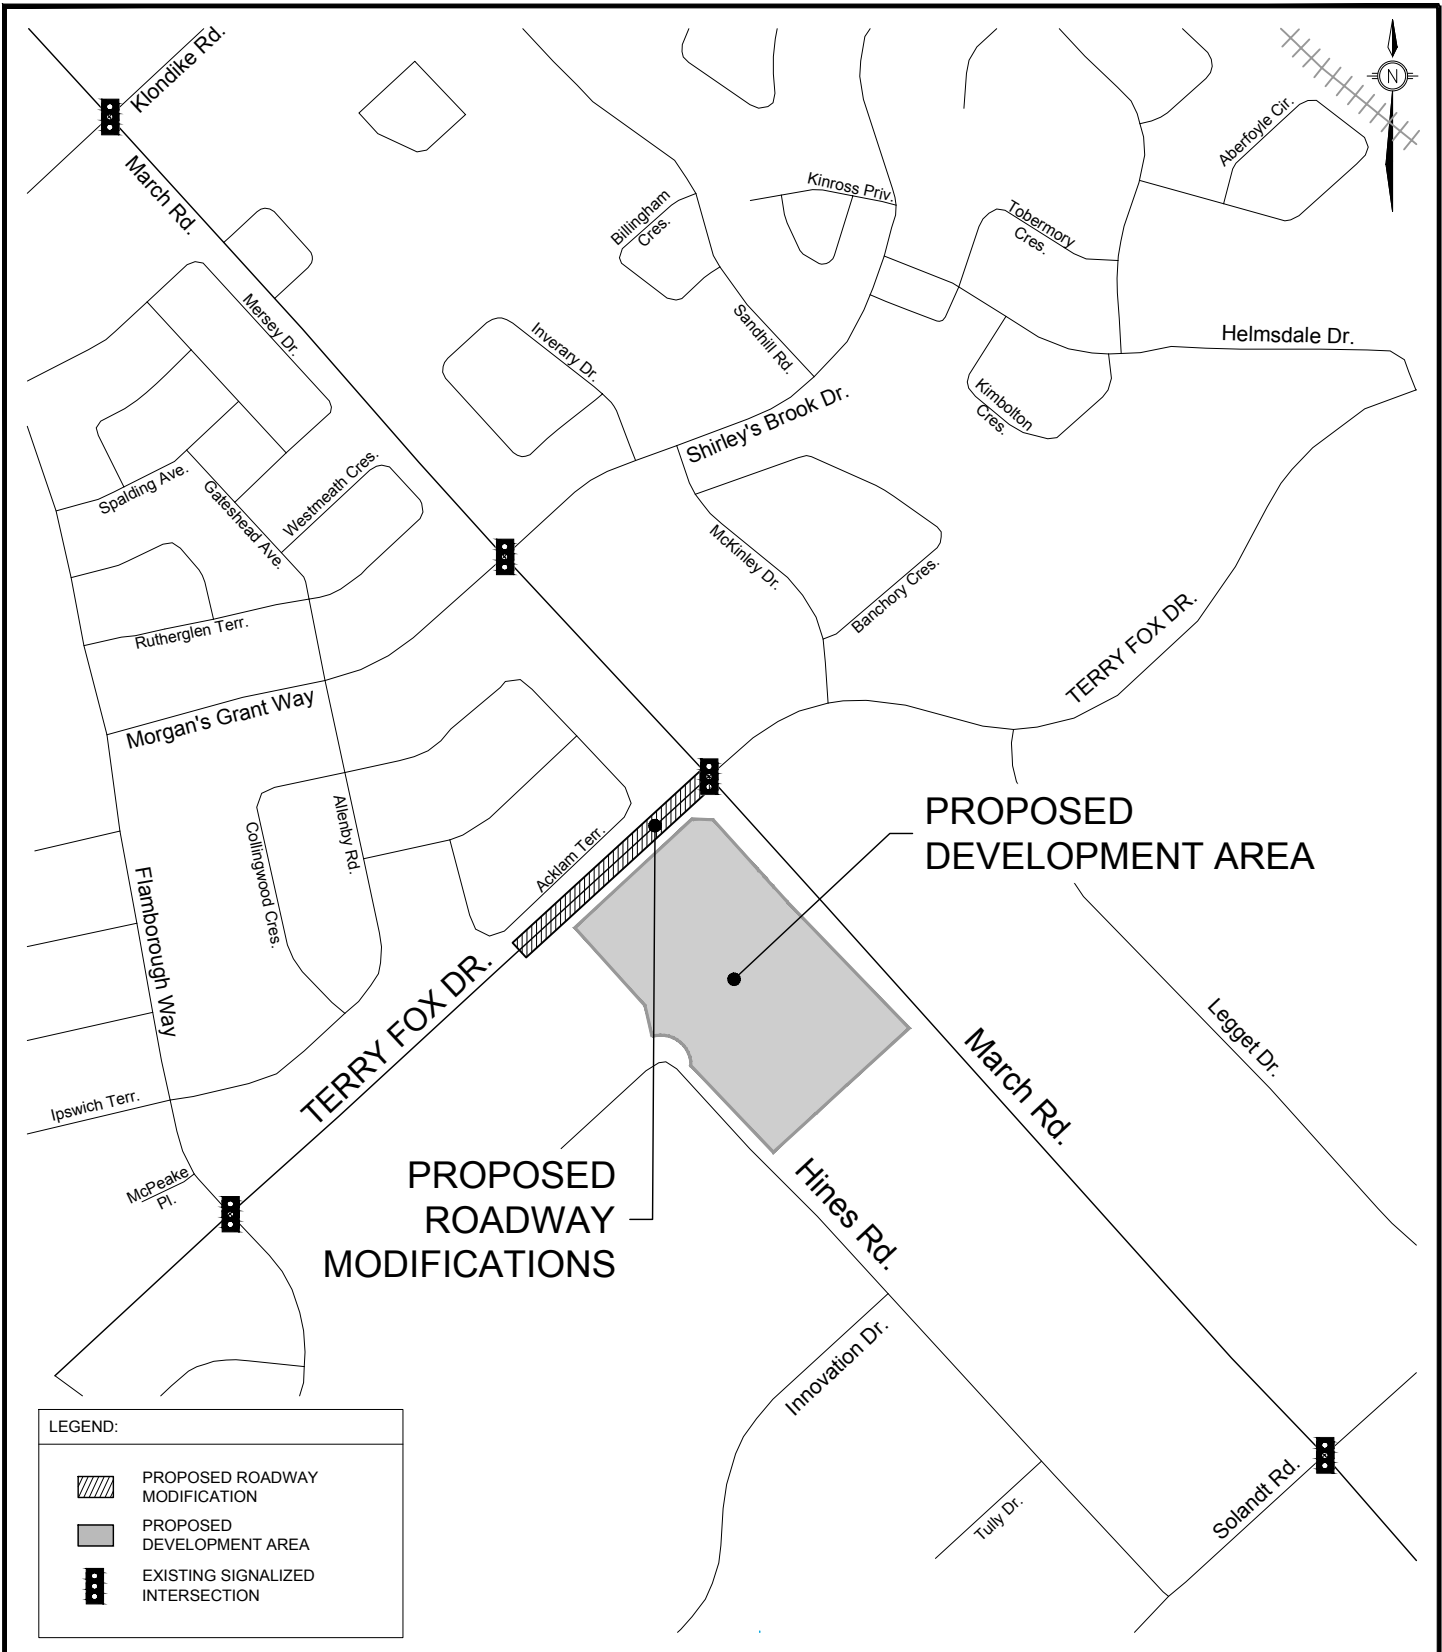 Klondike Rd.
N
Aberfoyle Cir.
March Rd.
Kinross Priv.
Billingham
Cres.
Tobermory
Cres.
Mersey Dr.
Sandhill Rd.
Inverary Dr.
Helmsdale Dr.
Kimbolton
Cres.
Shirley's Brook Dr.
Spalding Ave.
Gateshead Ave.
Westmeath Cres.
McKinley Dr.
Banchory Cres.
Rutherglen Terr.
TERRY FOX DR.
Morgan's Grant Way
Allenby Rd.
Collingwood Cres.
Acklam Terr.
PROPOSED
DEVELOPMENT AREA
Flamborough Way
TERRY FOX DR.
Legget Dr.
March Rd.
Ipswich Terr.
McPeake
Pl.
PROPOSED
ROADWAY
MODIFICATIONS
Hines Rd.
Innovation Dr.
Solandt Rd.
Tully Dr.
LEGEND:
PROPOSED ROADWAY
MODIFICATION
PROPOSED
DEVELOPMENT AREA
EXISTING SIGNALIZED
INTERSECTION